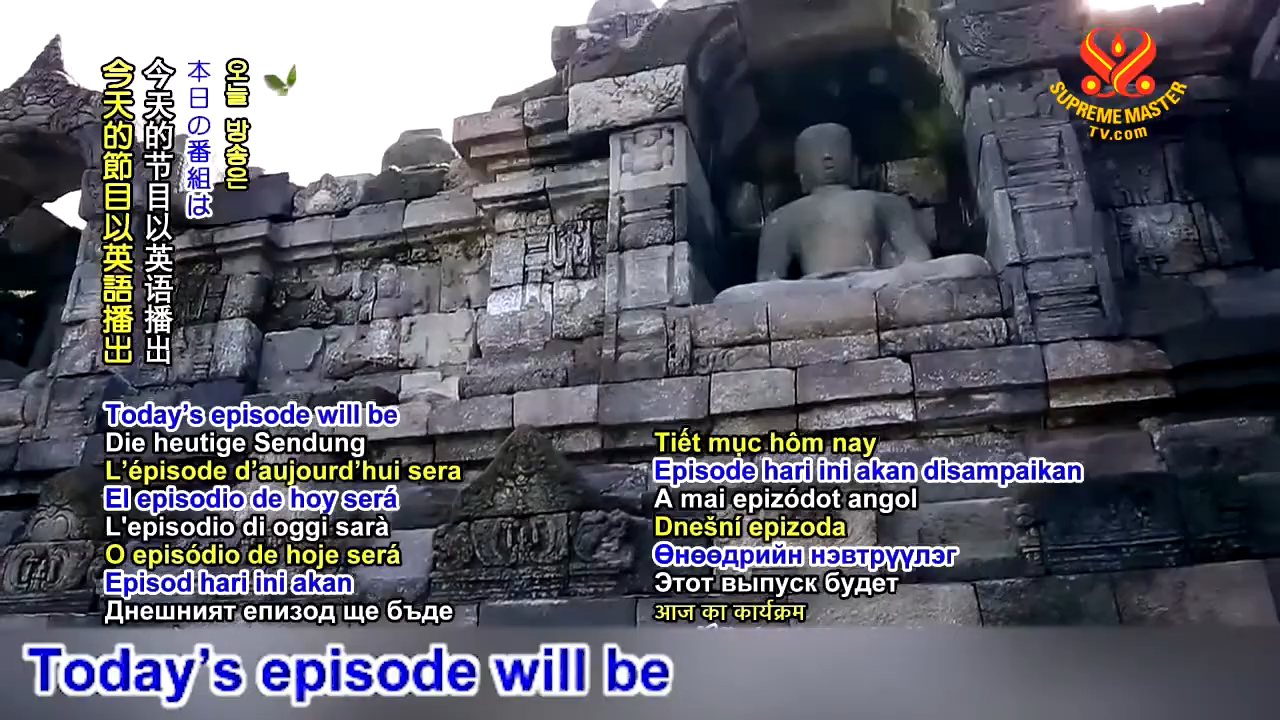 오늘 방송은
本日の番組は
今天的节目以英语播出
今天的節目以英語播出
SUPREME MASTER
TV.com
Today’s episode will be
Die heutige Sendung
L’épisode d’aujourd’hui sera
El episodio de hoy será
L'episodio di oggi sarà
O episódio de hoje será
Episod hari ini akan
Днешният епизод ще бъде
Tiết mục hôm nay
Episode hari ini akan disampaikan
A mai epizódot angol
Dnešní epizoda
Өнөөдрийн нэвтрүүлэг
Этот выпуск будет
आज का कार्यक्रम
Today’s episode will be